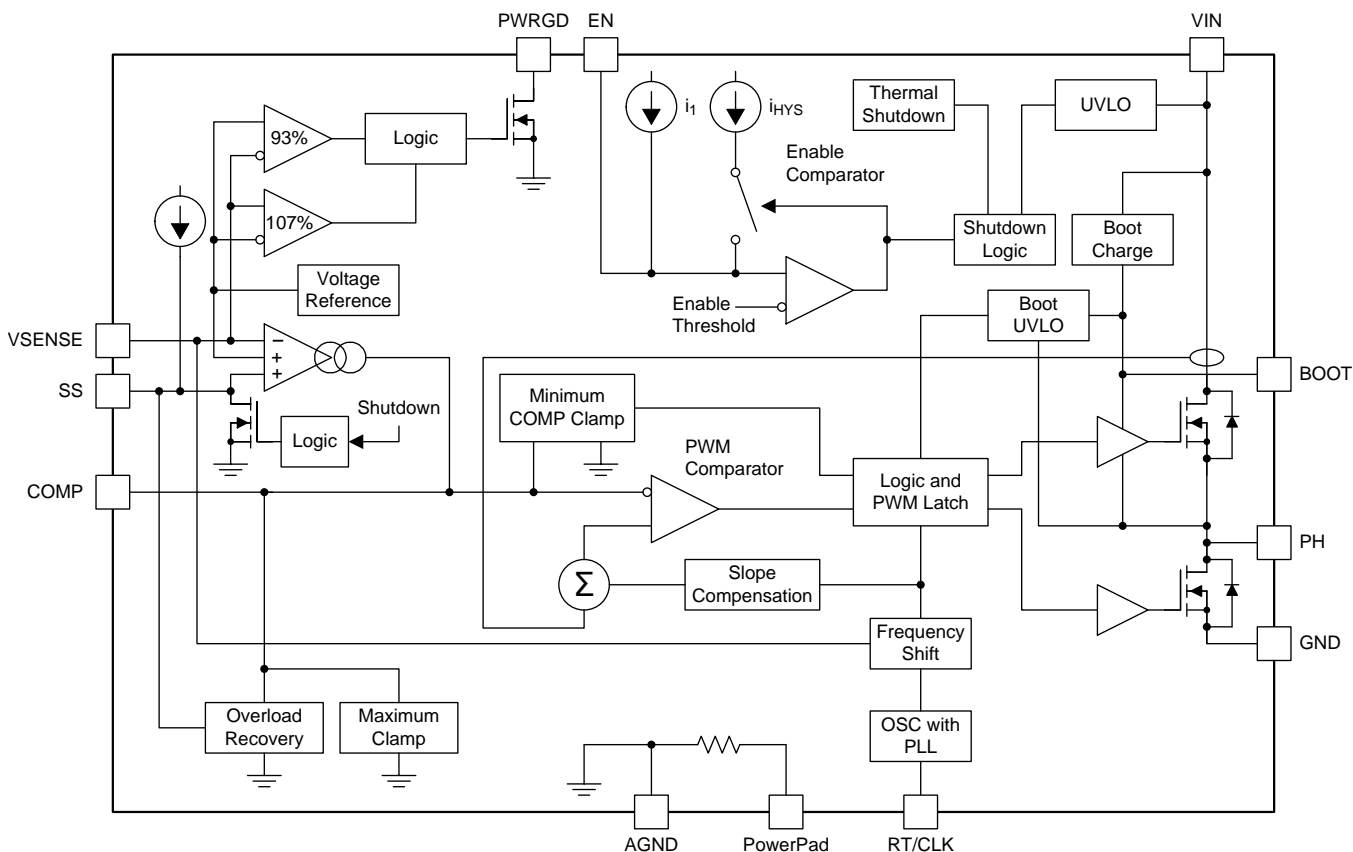 PWRGD
EN
VIN
93%
Logic
i1
iHYS
Thermal
Shutdown
UVLO
Enable
Comparator
107%
Shutdown
Logic
Boot
Charge
Voltage
Reference
Enable
Threshold
Boot
UVLO
VSENSE
−
+
+
SS
BOOT
Shutdown
Logic
Minimum
COMP Clamp
PWM
Comparator
COMP
Logic and
PWM Latch
PH
Σ
Slope
Compensation
Frequency
Shift
GND
Overload
Recovery
Maximum
Clamp
OSC with
PLL
AGND
PowerPad
RT/CLK